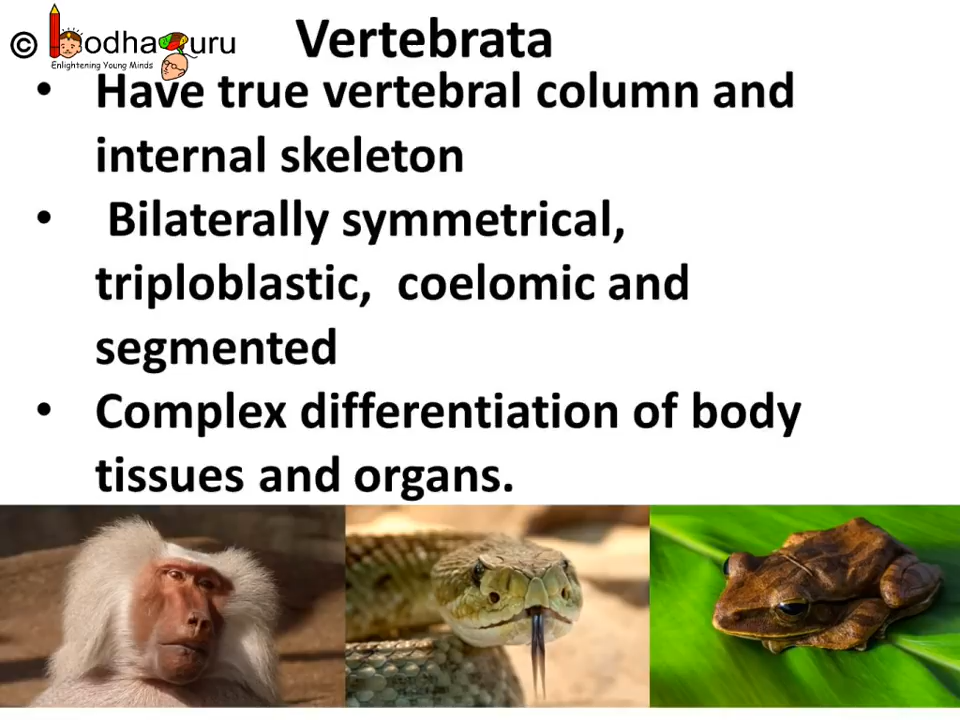 © BodhaGuru
Enlightening Young Minds
Vertebrata
• Have true vertebral column and
internal skeleton
• Bilaterally symmetrical,
triploblastic, coelomic and
segmented
• Complex differentiation of body
tissues and organs.